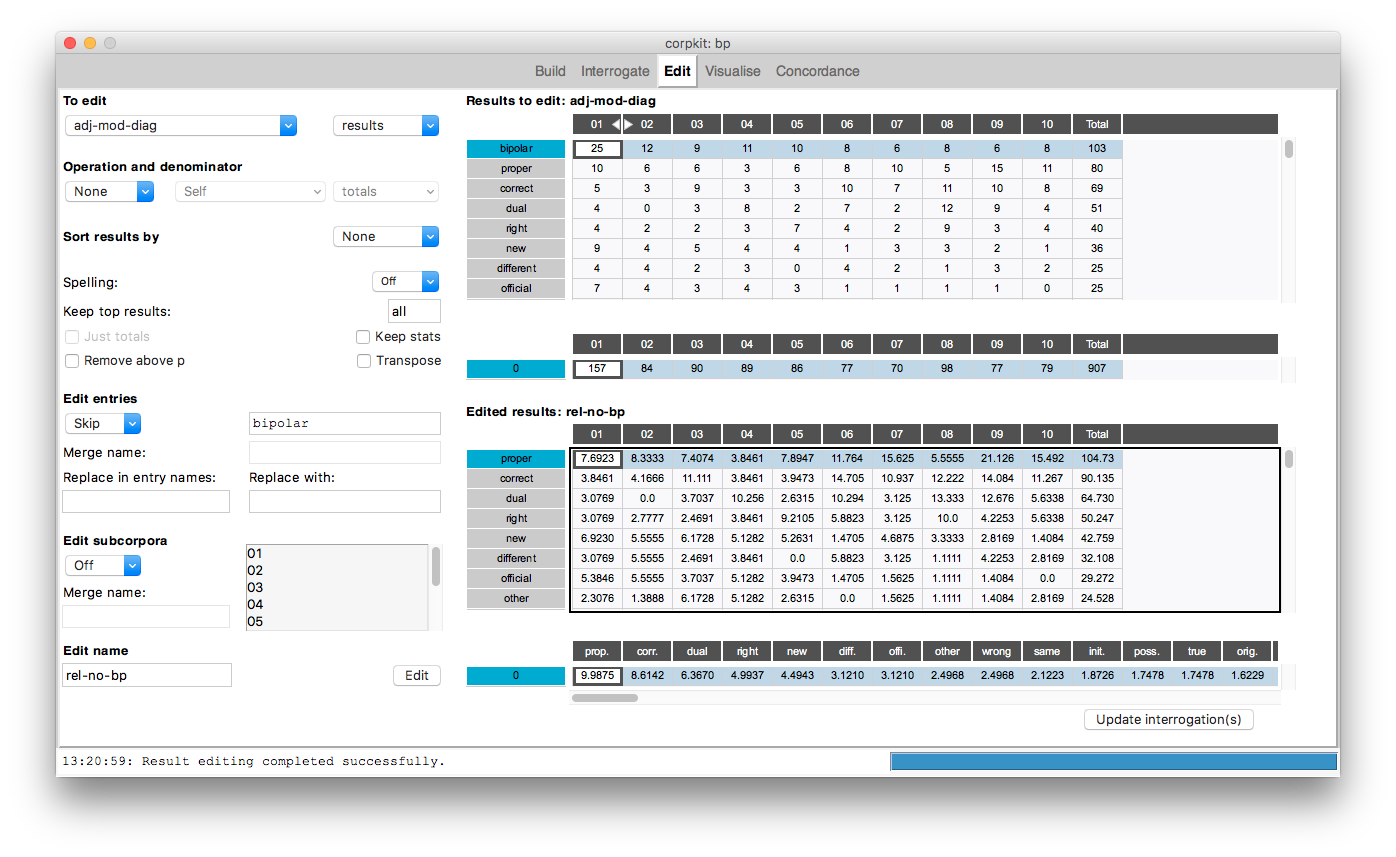 corpkit: bp
Build Interrogate Edit Visualise Concordance
To edit
adj-mod-diag results
Operation and denominator
None Self totals
Sort results by None
Spelling: Off
Keep top results: all
Just totals Keep stats
Remove above p Transpose
Edit entries
Skip bipolar
Merge name:
Replace in entry names: Replace with:
Edit subcorpora
Off
Merge name:
01
02
03
04
05
Edit name
rel-no-bp Edit
Results to edit: adj-mod-diag
01 02 03 04 05 06 07 08 09 10 Total
bipolar 25 12 9 11 10 8 6 8 6 8 103
proper 10 6 6 3 6 8 10 5 15 11 80
correct 5 3 9 3 3 10 7 11 10 8 69
dual 4 0 3 8 2 7 2 12 9 4 51
right 4 2 2 3 7 4 2 9 3 4 40
new 9 4 5 4 4 1 3 3 2 1 36
different 4 4 2 3 0 4 2 1 3 2 25
official 7 4 3 4 3 1 1 1 1 0 25
01 02 03 04 05 06 07 08 09 10 Total
0 157 84 90 89 86 77 70 98 77 79 907
Edited results: rel-no-bp
01 02 03 04 05 06 07 08 09 10 Total
proper 7.6923 8.3333 7.4074 3.8461 7.8947 11.764 15.625 5.5555 21.126 15.492 104.73
correct 3.8461 4.1666 11.111 3.8461 3.9473 14.705 10.937 12.222 14.084 11.267 90.135
dual 3.0769 0.0 3.7037 10.256 2.6315 10.294 3.125 13.333 12.676 5.6338 64.730
right 3.0769 2.7777 2.4691 3.8461 9.2105 5.8823 3.125 10.0 4.2253 5.6338 50.247
new 6.9230 5.5555 6.1728 5.1282 5.2631 1.4705 4.6875 3.3333 2.8169 1.4084 42.759
different 3.0769 5.5555 2.4691 3.8461 0.0 5.8823 3.125 1.1111 4.2253 2.8169 32.108
official 5.3846 5.5555 3.7037 5.1282 3.9473 1.4705 1.5625 1.1111 1.4084 0.0 29.272
other 2.3076 1.3888 6.1728 5.1282 2.6315 0.0 1.5625 1.1111 1.4084 2.8169 24.528
prop. corr. dual right new diff. offi. other wrong same init. poss. true orig.
0 9.9875 8.6142 6.3670 4.9937 4.4943 3.1210 3.1210 2.4968 2.4968 2.1223 1.8726 1.7478 1.7478 1.6229
Update interrogation(s)
13:20:59: Result editing completed successfully.